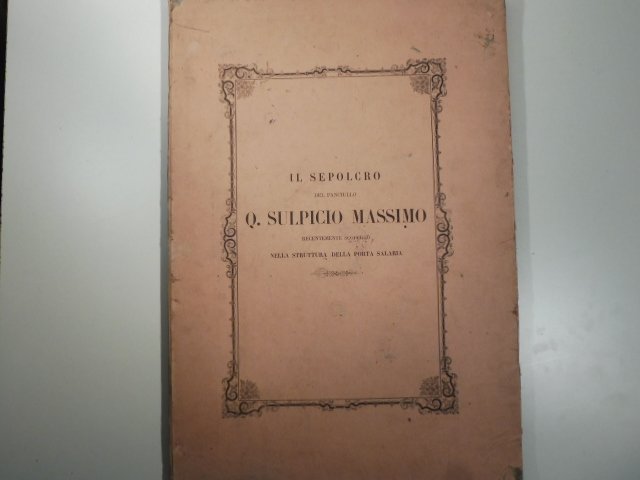 IL SEPOLCRO
DEL FANCIULLO
Q. SULPICIO MASSIMO
RECENTEMENTE SCOPERTO
NELLA STRUTTURA DELLA PORTA SALARIA